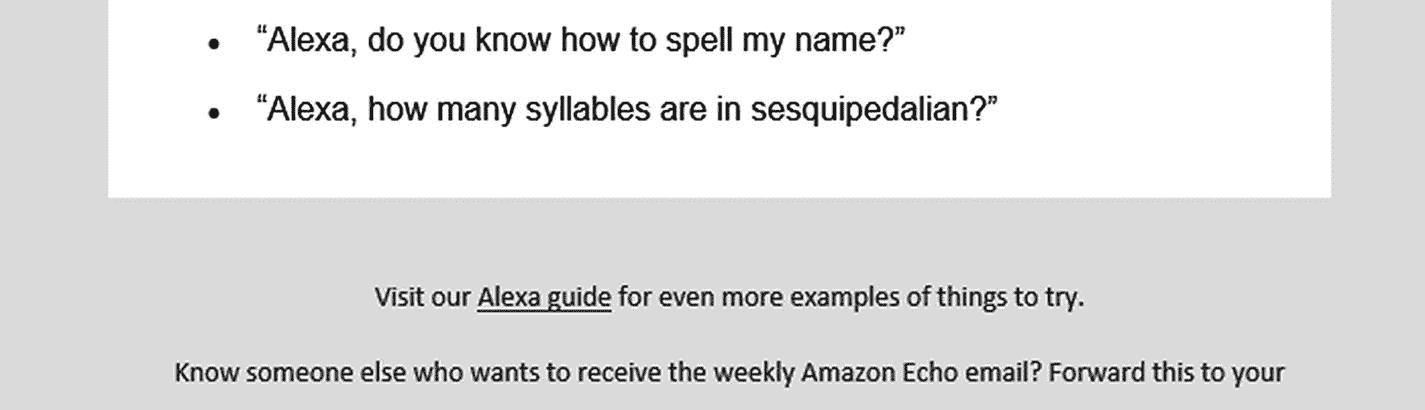 • “Alexa, do you know how to spell my name?”
• “Alexa, how many syllables are in sesquipedalian?”
Visit our Alexa guide for even more examples of things to try.
Know someone else who wants to receive the weekly Amazon Echo email? Forward this to your